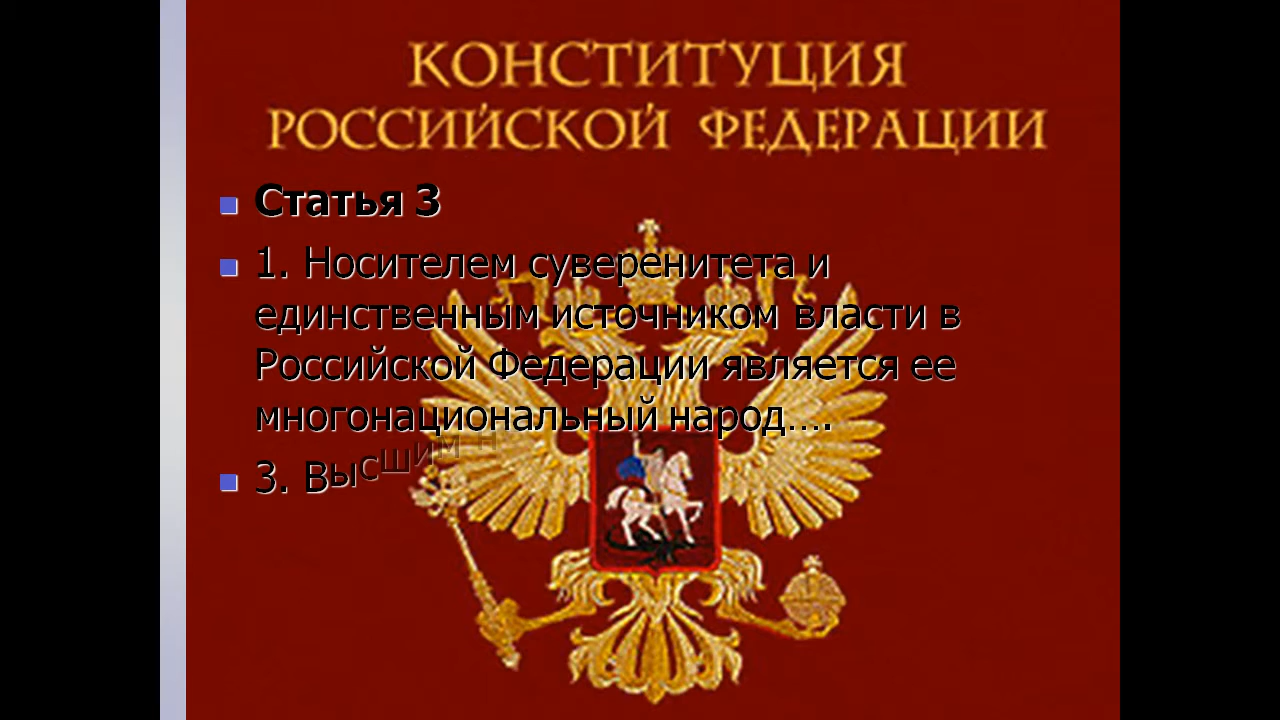 КОНСТИТУЦИЯ
РОССИЙСКОЙ ФЕДЕРАЦИИ
Статья 3
1. Носителем суверенитета и
единственным источником власти в
Российской Федерации является ее
многонациональный народ….
3. Высшим н